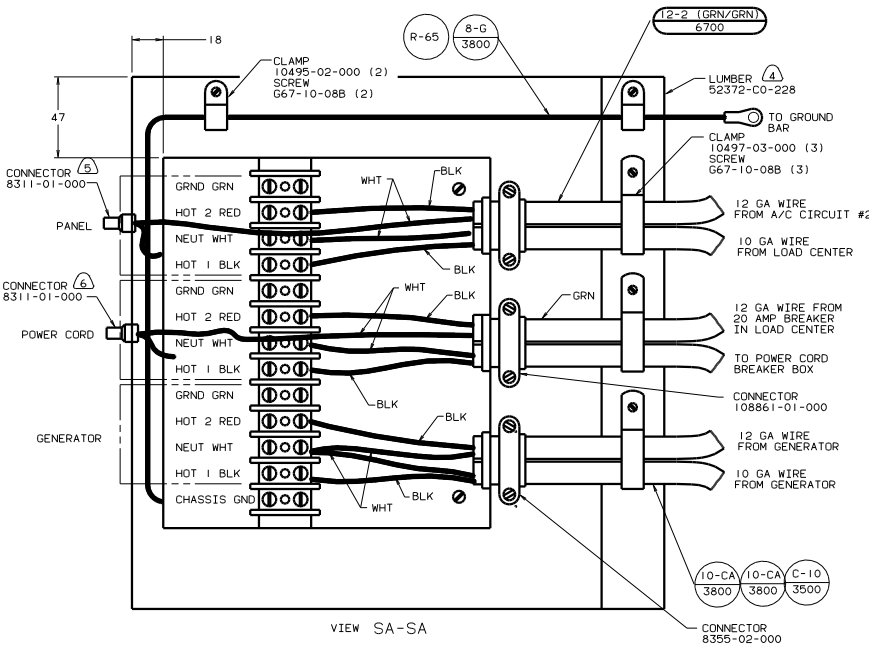 12-2 (GRN/GRN)
6700
R-65
8-G
3800
18
47
CLAMP
10495-02-000 (2)
SCREW
G67-10-08B (2)
LUMBER 4
52372-C0-228
TO GROUND
BAR
CLAMP
10497-03-000 (3)
SCREW
G67-10-08B (3)
CONNECTOR 5
8311-01-000
PANEL
GRND GRN
HOT 2 RED
NEUT WHT
HOT 1 BLK
WHT
BLK
BLK
12 GA WIRE
FROM A/C CIRCUIT #2
10 GA WIRE
FROM LOAD CENTER
CONNECTOR 6
8311-01-000
POWER CORD
GRND GRN
HOT 2 RED
NEUT WHT
HOT 1 BLK
WHT
BLK
GRN
BLK
12 GA WIRE FROM
20 AMP BREAKER
IN LOAD CENTER
TO POWER CORD
BREAKER BOX
CONNECTOR
108861-01-000
GENERATOR
GRND GRN
HOT 2 RED
NEUT WHT
HOT 1 BLK
CHASSIS GND
BLK
BLK
WHT
12 GA WIRE
FROM GENERATOR
10 GA WIRE
FROM GENERATOR
10-CA
3800
10-CA
3800
C-10
3500
CONNECTOR
8355-02-000
VIEW SA-SA